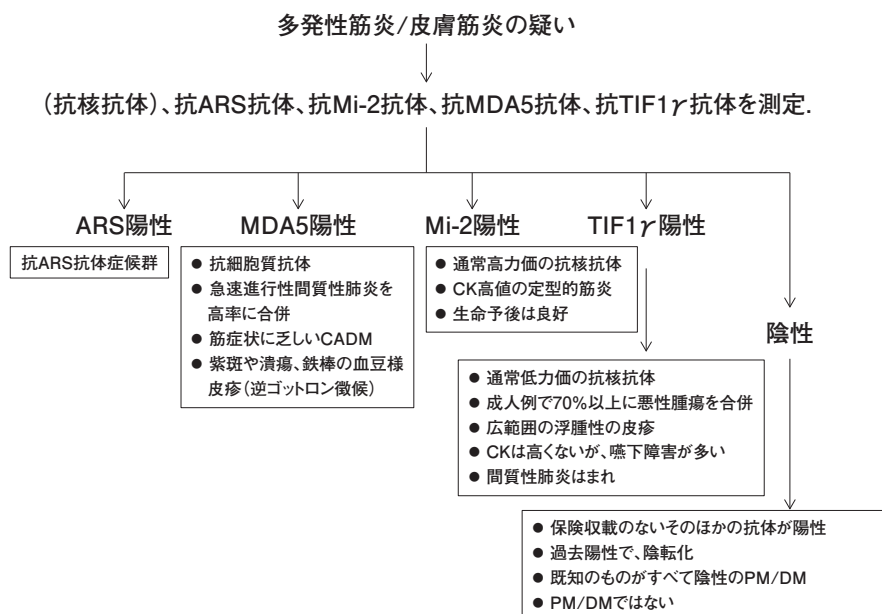 多発性筋炎/皮膚筋炎の疑い
（抗核抗体）、抗ARS抗体、抗Mi-2抗体、抗MDA5抗体、抗TIF1γ抗体を測定.
ARS陽性
抗ARS抗体症候群
MDA5陽性
● 抗細胞質抗体
● 急速進行性間質性肺炎を
高率に合併
● 筋症状に乏しいCADM
● 紫斑や潰瘍、鉄棒の血豆様
皮疹（逆ゴットロン徴候）
Mi-2陽性
● 通常高力価の抗核抗体
● CK高値の定型的筋炎
● 生命予後は良好
TIF1γ陽性
● 通常低力価の抗核抗体
● 成人例で70%以上に悪性腫瘍を合併
● 広範囲の浮腫性の皮疹
● CKは高くないが、嚥下障害が多い
● 間質性肺炎はまれ
陰性
● 保険収載のないそのほかの抗体が陽性
● 過去陽性で、陰転化
● 既知のものがすべて陰性のPM/DM
● PM/DMではない